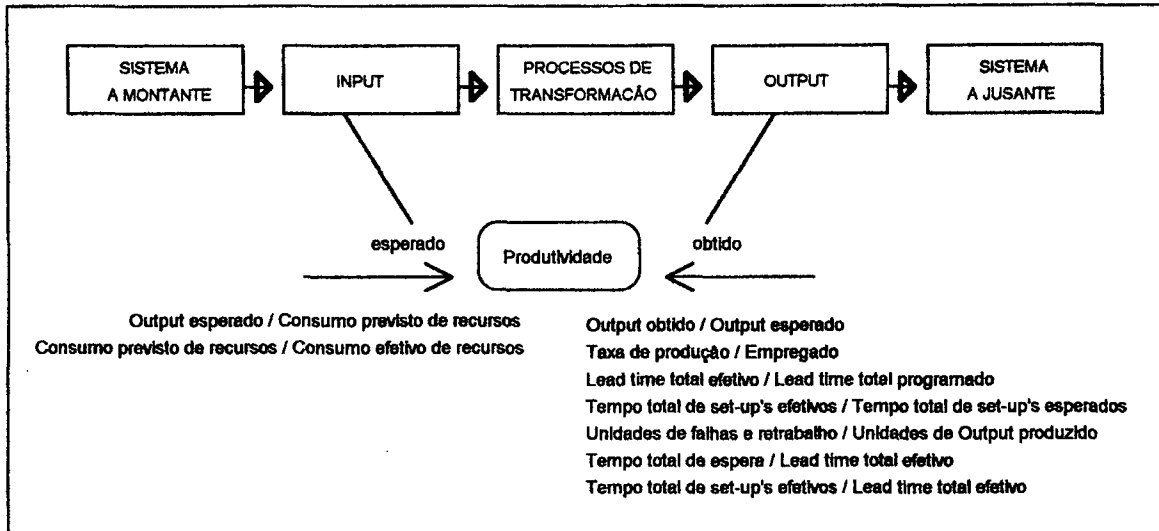 SISTEMA
A MONTANTE
INPUT
PROCESSOS DE
TRANSFORMACÃO
OUTPUT
SISTEMA
A JUSANTE
esperado
Produtividade
obtido
Output esperado / Consumo previsto de recursos
Consumo previsto de recursos / Consumo efetivo de recursos
Output obtido / Output esperado
Taxa de produção / Empregado
Lead time total efetivo / Lead time total programado
Tempo total de set-up's efetivos / Tempo total de set-up's esperados
Unidades de falhas e retrabalho / Unidades de Output produzido
Tempo total de espera / Lead time total efetivo
Tempo total de set-up's efetivos / Lead time total efetivo